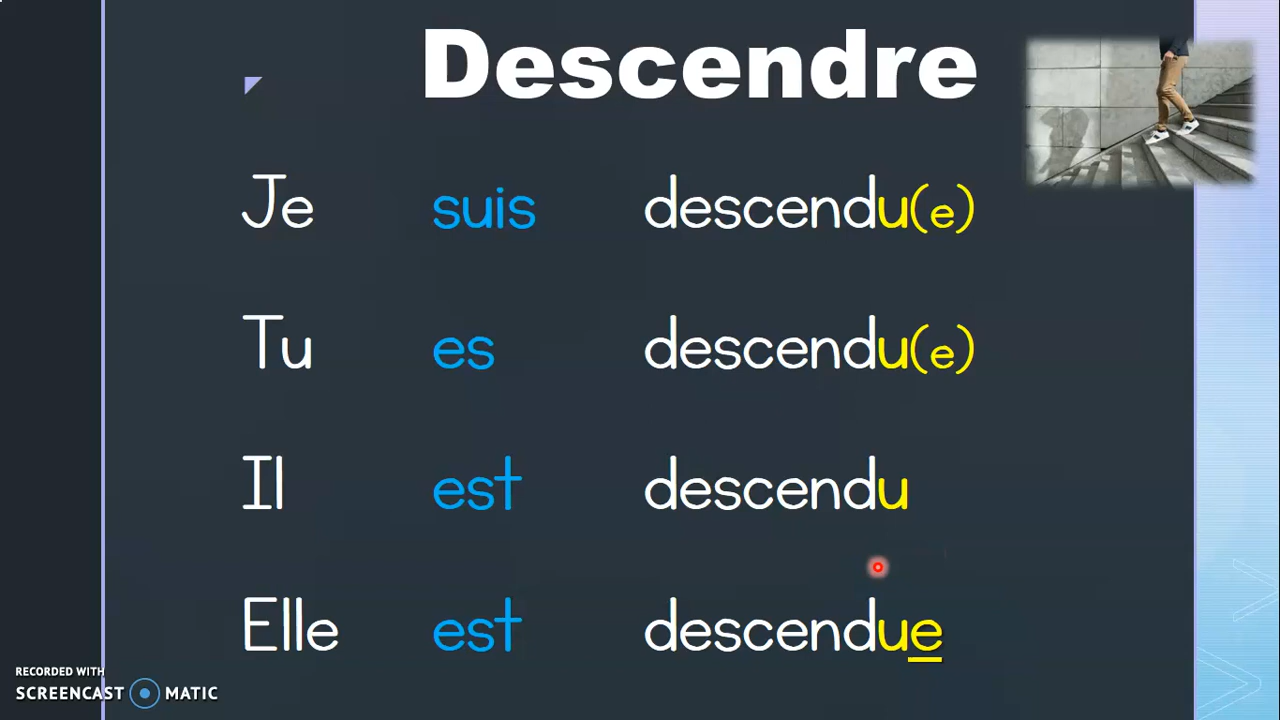 Descendre
Je suis descendu(e)
Tu es descendu(e)
Il est descendu
Elle est descendue
RECORDED WITH
SCREENCAST MATIC